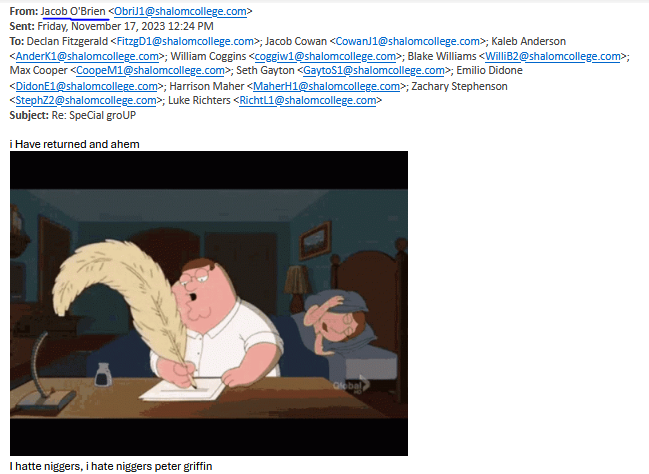 From: Jacob O'Brien <ObriJ1@shalomcollege.com>
Sent: Friday, November 17, 2023 12:24 PM
To: Declan Fitzgerald <FitzgD1@shalomcollege.com>; Jacob Cowan <CowanJ1@shalomcollege.com>; Kaleb Anderson
<AnderK1@shalomcollege.com>; William Coggins <coggiw1@shalomcollege.com>; Blake Williams <WilliB2@shalomcollege.com>;
Max Cooper <CoopeM1@shalomcollege.com>; Seth Gayton <GaytoS1@shalomcollege.com>; Emilio Didone
<DidonE1@shalomcollege.com>; Harrison Maher <MaherH1@shalomcollege.com>; Zachary Stephenson
<StephZ2@shalomcollege.com>; Luke Richters <RichtL1@shalomcollege.com>
Subject: Re: SpeCial groUP
i Have returned and ahem
Global
I hatte niggers, i hate niggers peter griffin